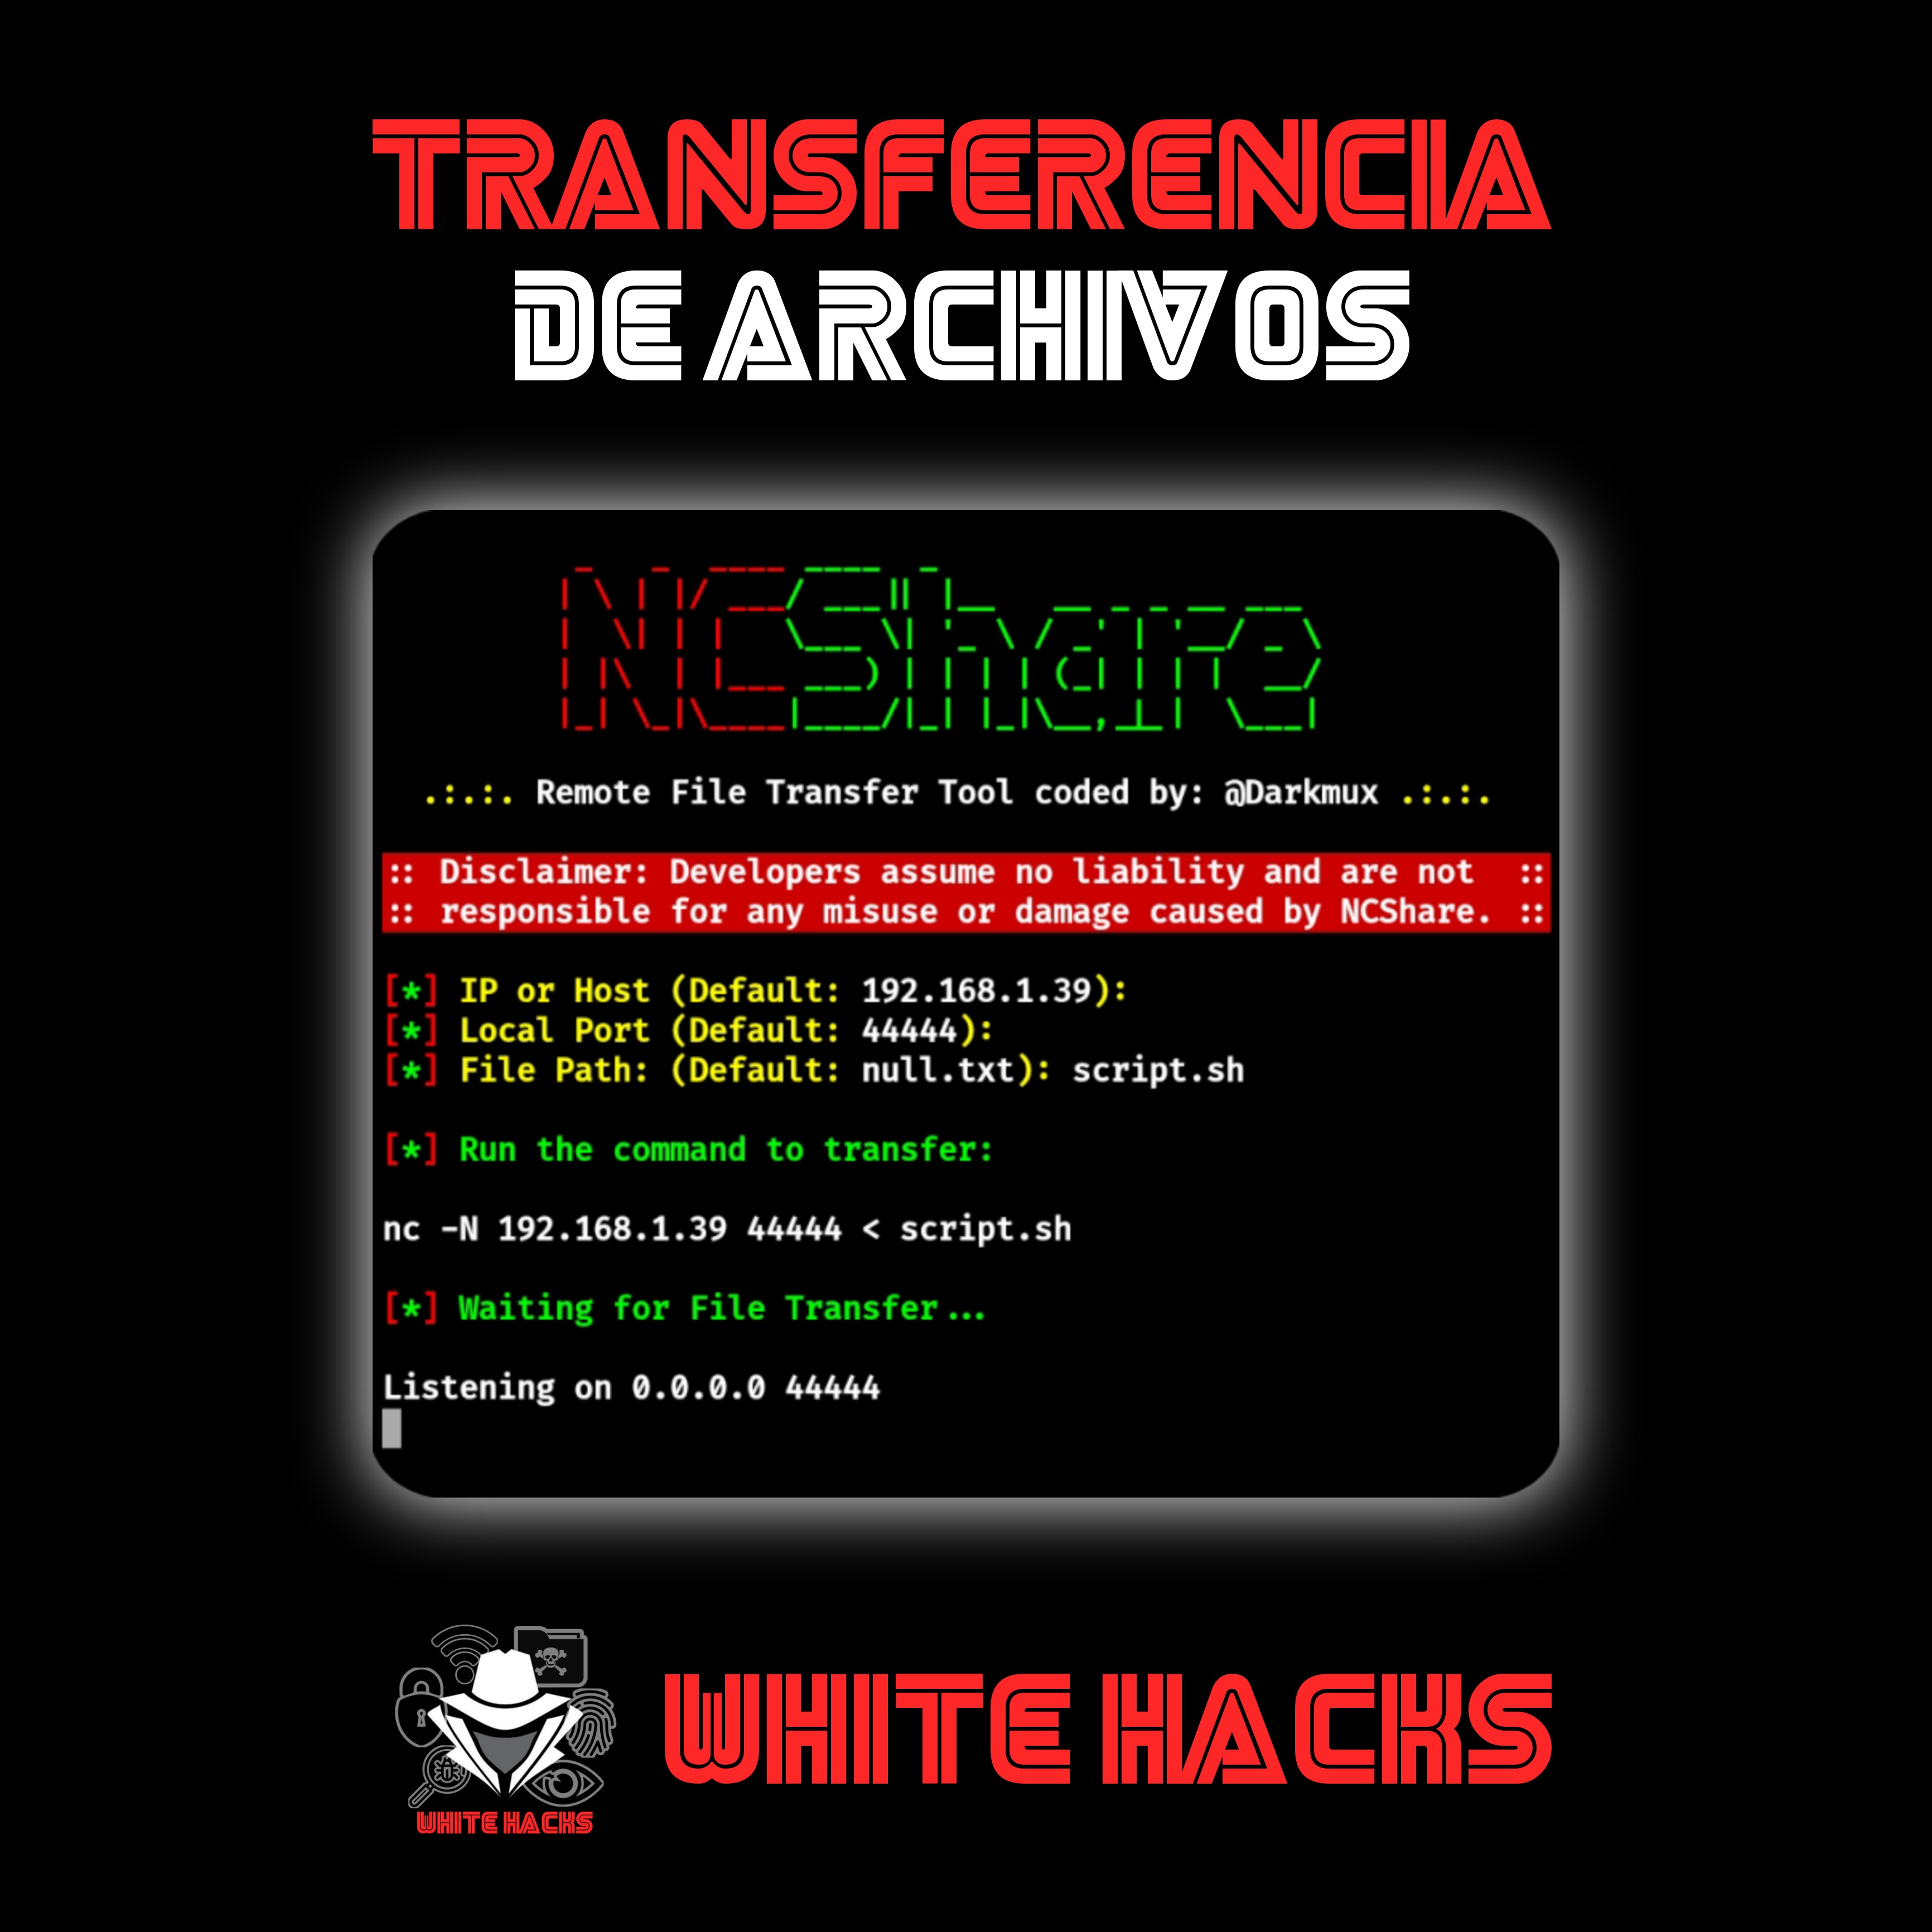 TRANSFERENCIA
DE ARCHIVOS
NCShare
.:.:. Remote File Transfer Tool coded by: @Darkmux .:.:.
:: Disclaimer: Developers assume no liability and are not ::
:: responsible for any misuse or damage caused by NCShare. ::
[*] IP or Host (Default: 192.168.1.39):
[*] Local Port (Default: 44444):
[*] File Path: (Default: null.txt): script.sh
[*] Run the command to transfer:
nc -N 192.168.1.39 44444 < script.sh
[*] Waiting for File Transfer...
Listening on 0.0.0.0 44444
WHITE HACKS
WHITE HACKS